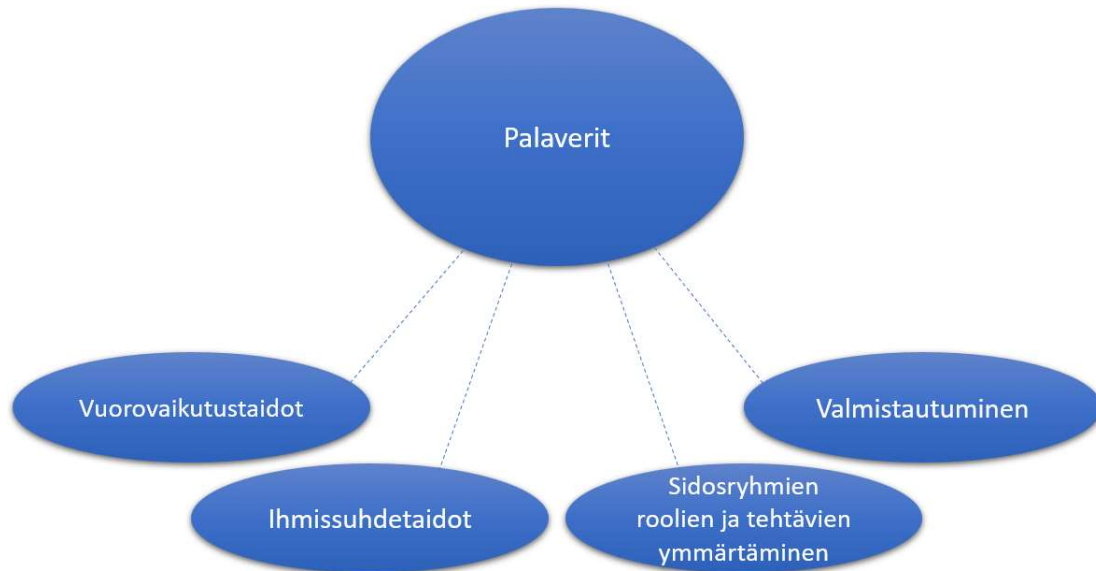 Palaverit
Vuorovaikutustaidot
Valmistautuminen
Ihmissuhdetaidot
Sidosryhmien
roolien ja tehtävien
ymmärtäminen